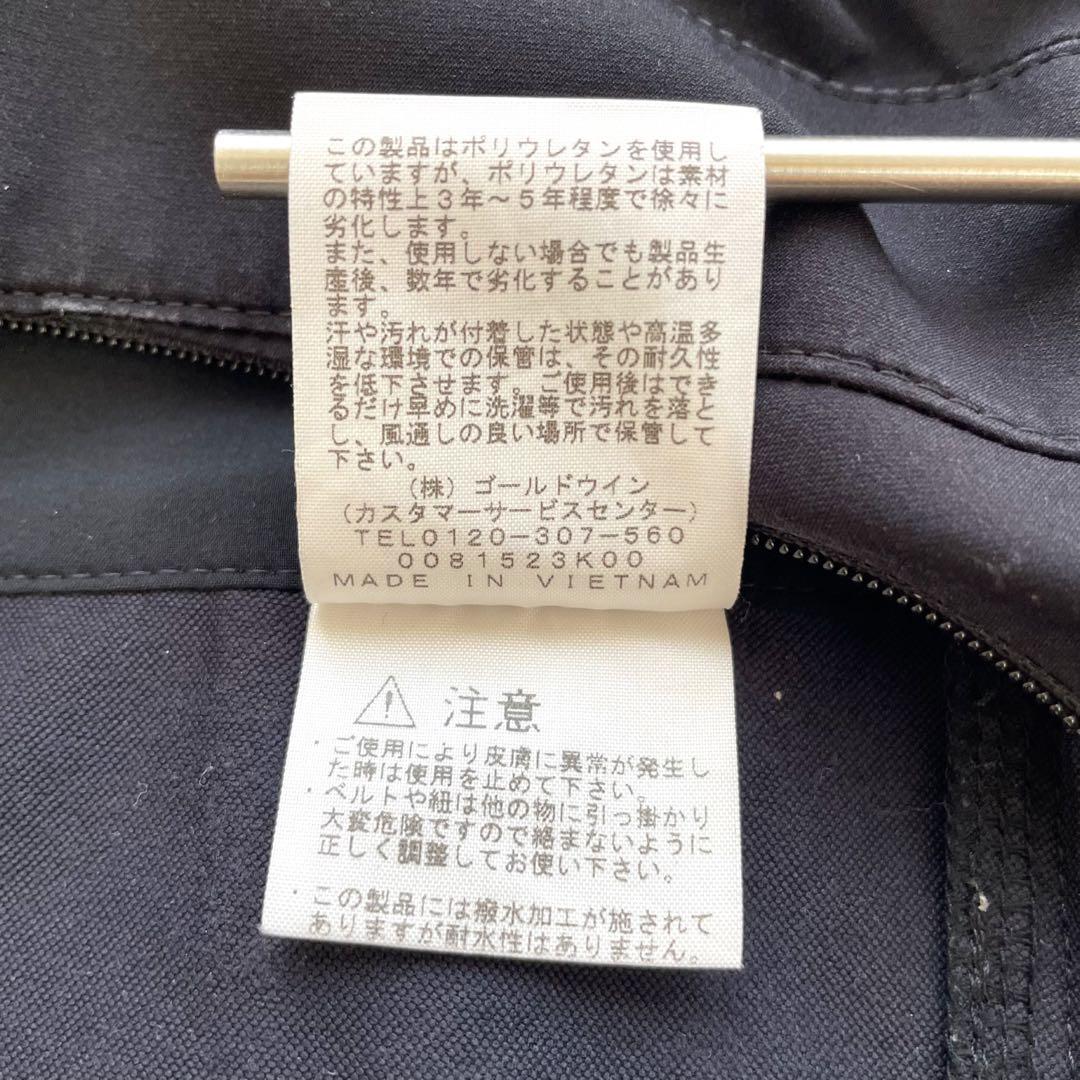 この製品はポリウレタンを使用し
ていますが、ポリウレタンは素材
の特性上3年〜5年程度で徐々に
劣化します。
また、使用しない場合でも製品生
産後、数年で劣化することがあり
ます。
汗や汚れが付着した状態や高温多
湿な環境での保管は、その耐久性
を低下させます。ご使用後はでき
るだけ早めに洗濯等で汚れを落と
し、風通しの良い場所で保管して
下さい。
(株)ゴールドウイン
(カスタマーサービスセンター)
TEL0120-307-560
0081523K00
MADE IN VIETNAM
注意
・ご使用により皮膚に異常が発生し
た時は使用を止めて下さい。
・ベルトや紐は他の物に引っ掛かり
大変危険ですので絡まないように
正しく調整してお使い下さい。
・この製品には撥水加工が施されて
ありますが耐水性はありません。